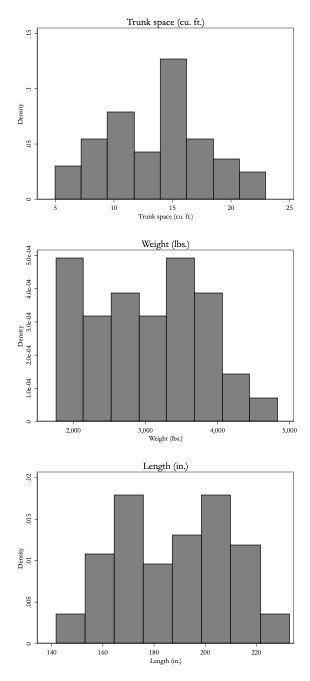 Trunk space (cu. ft.)
.15
.1
.05
0
Density
5 10 15 20 25
Trunk space (cu. ft.)
Weight (lbs.)
5.0e-04
4.0e-04
3.0e-04
2.0e-04
1.0e-04
0
Density
2,000 3,000 4,000 5,000
Weight (lbs.)
Length (in.)
.02
.015
.01
.005
0
Density
140 160 180 200 220
Length (in.)